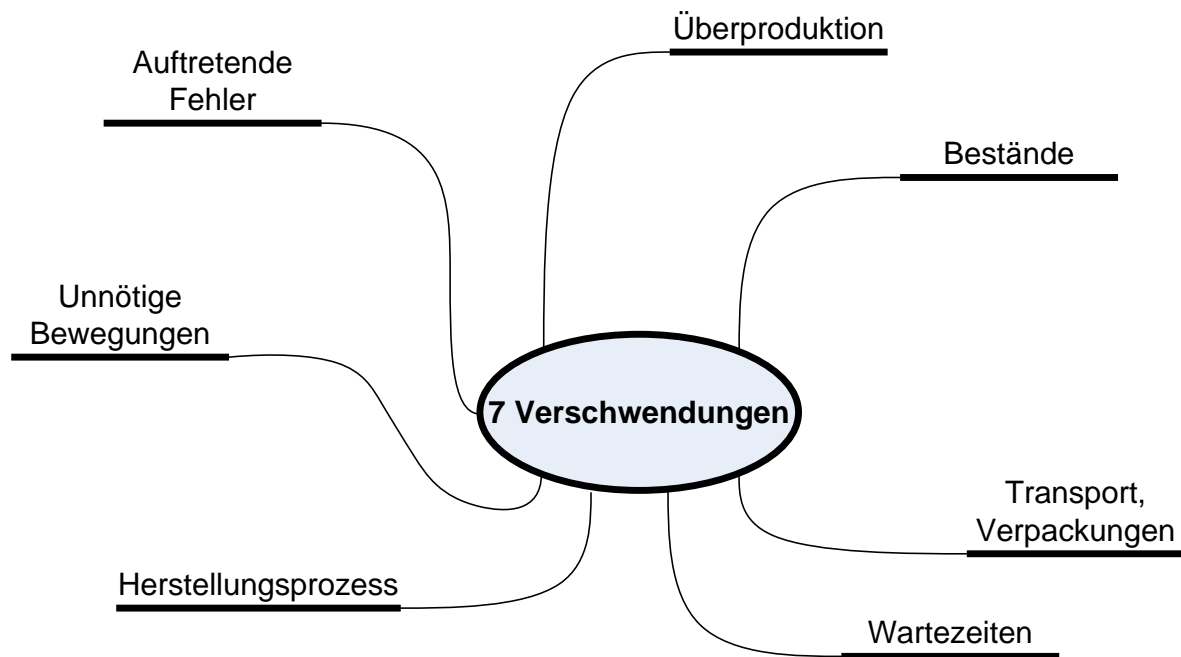 Überproduktion
Auftretende
Fehler
Bestände
Unnötige
Bewegungen
7 Verschwendungen
Transport,
Verpackungen
Herstellungsprozess
Wartezeiten